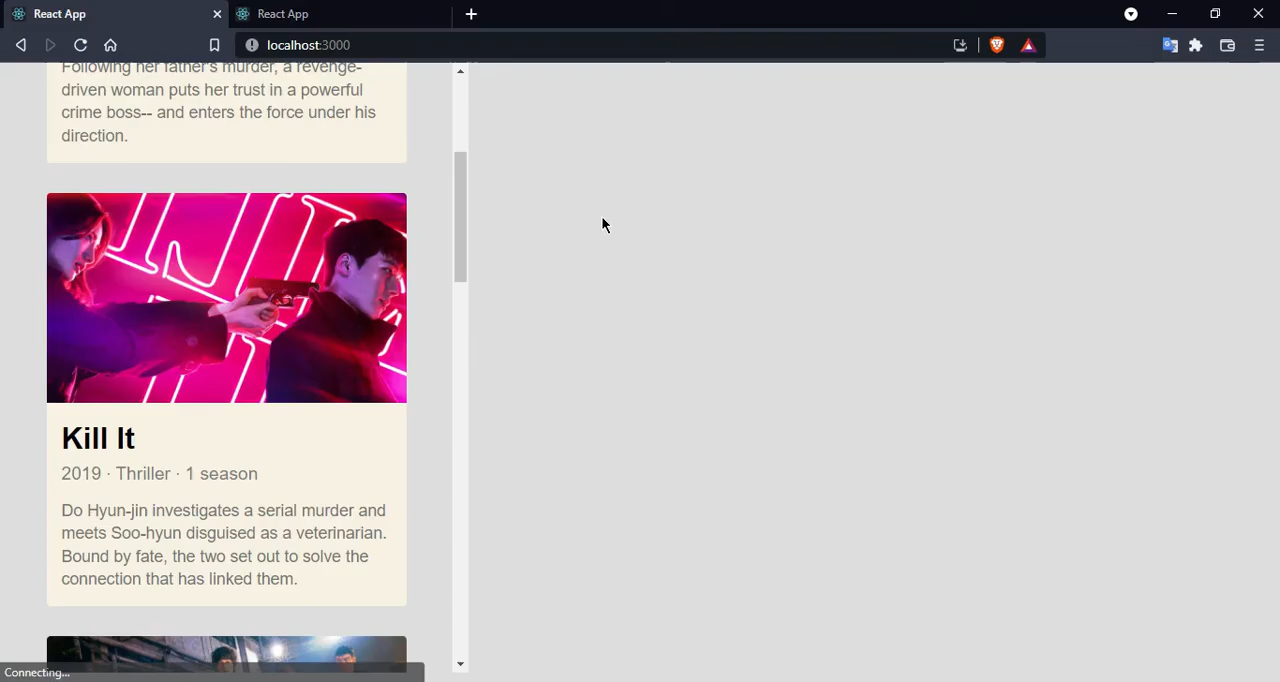 React App
React App
localhost:3000
Following her father's murder, a revenge-
driven woman puts her trust in a powerful
crime boss-- and enters the force under his
direction.
Kill It
2019 · Thriller · 1 season
Do Hyun-jin investigates a serial murder and
meets Soo-hyun disguised as a veterinarian.
Bound by fate, the two set out to solve the
connection that has linked them.
Connecting...